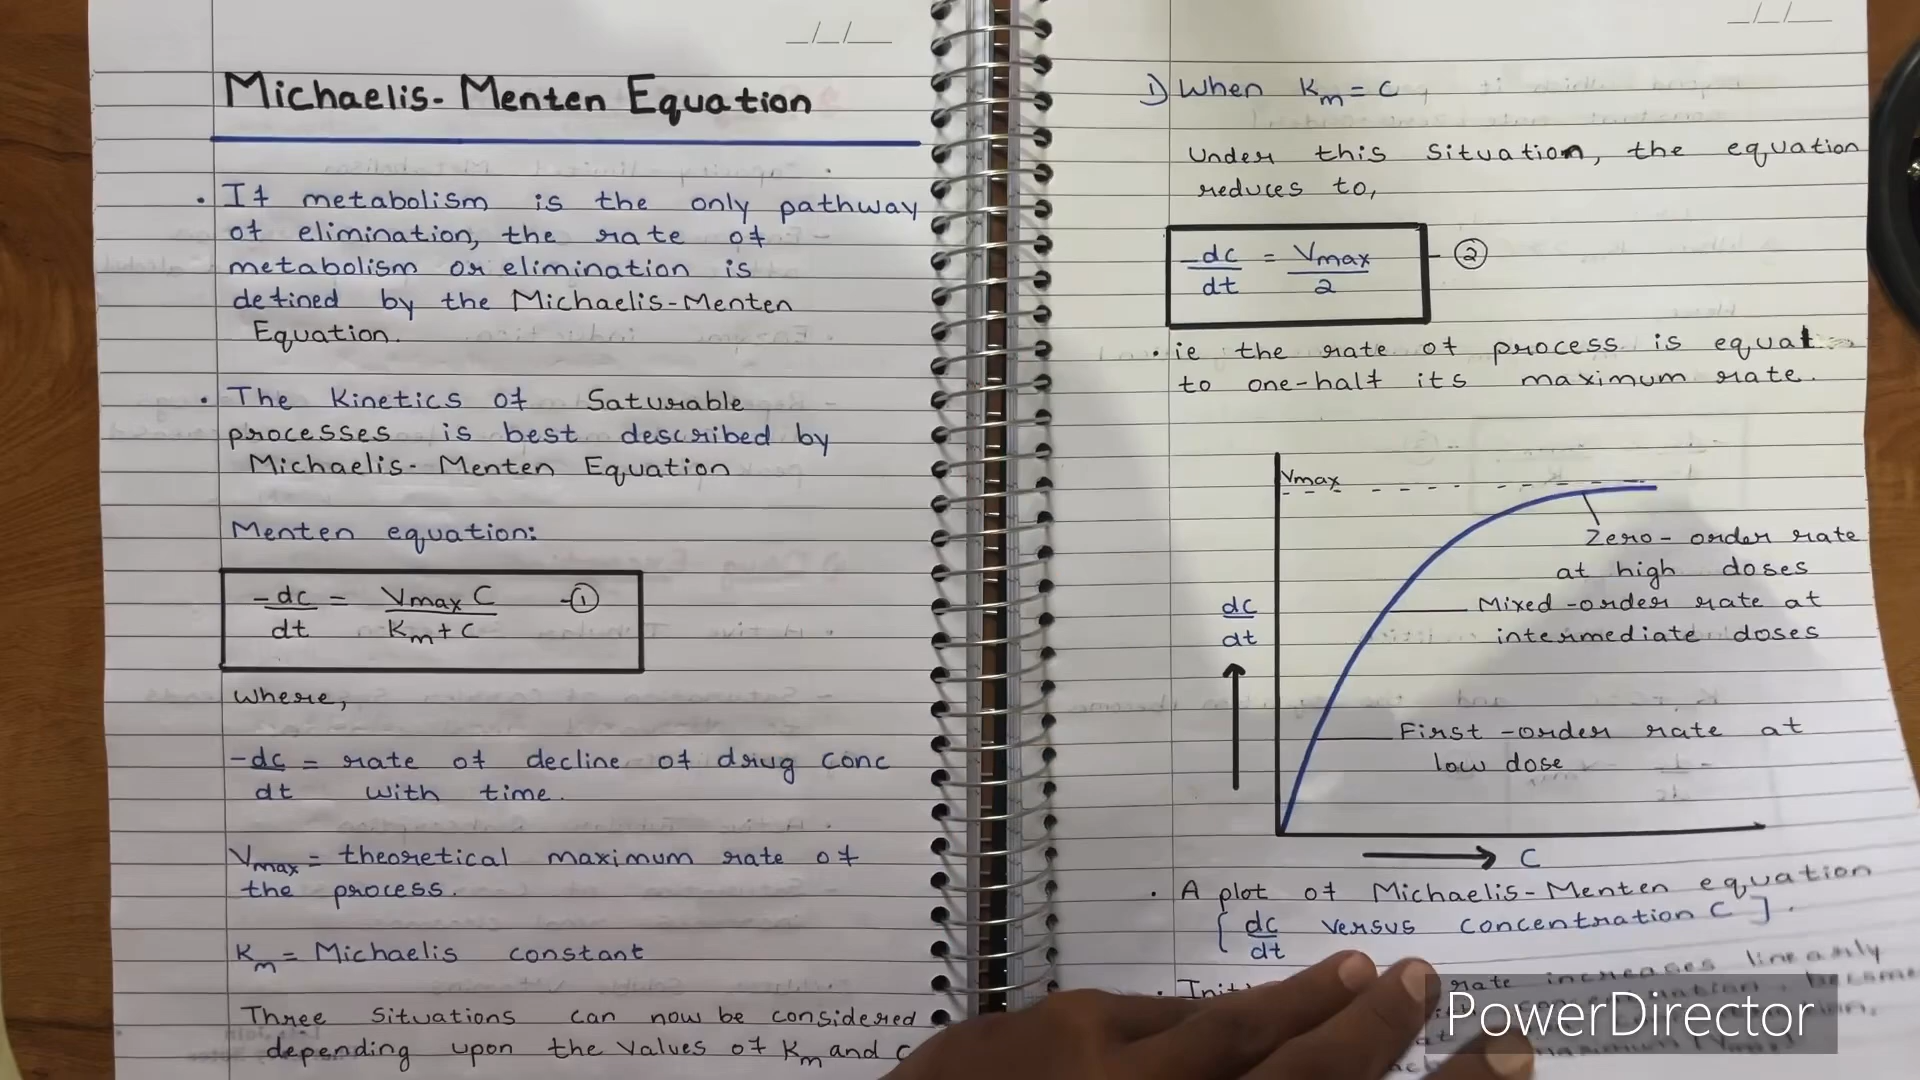 _/_/__
Michaelis-Menten Equation
• If metabolism is the only pathway
of elimination, the rate of
metabolism or elimination is
defined by the Michaelis-Menten
Equation.
• The Kinetics of Saturable
processes is best described by
Michaelis-Menten Equation
Menten equation:
-dc/dt = Vmax C/Km + C -①
where,
-dc/dt = rate of decline of drug conc
with time.
Vmax = theoretical maximum rate of
the process.
Km = Michaelis constant
Three situations can now be considered
depending upon the values of Km and C
_/_/__
1) When Km = C
Under this situation, the equation
reduces to,
-dc/dt = Vmax/2 - ②
• ie the rate of process is equal
to one-half its maximum rate.
Vmax
Zero-order rate
at high doses
dc/dt
Mixed-order rate at
intermediate doses
First-order rate at
low dose
C
• A plot of Michaelis-Menten equation
[dc/dt versus concentration C].
rate increases linearly
PowerDirector